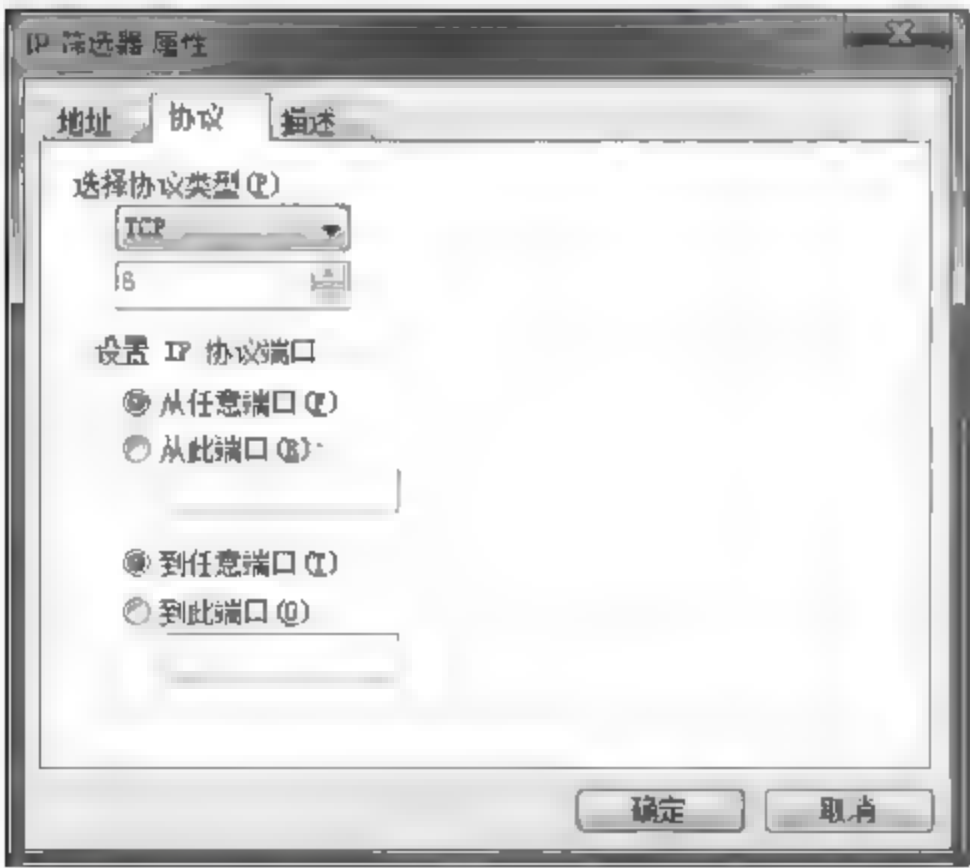 IP 筛选器 属性
地址 协议 描述
选择协议类型(P)
TCP
6
设置 IP 协议端口
从任意端口(F)
从此端口(R)
到任意端口(T)
到此端口(O)
确定 取消